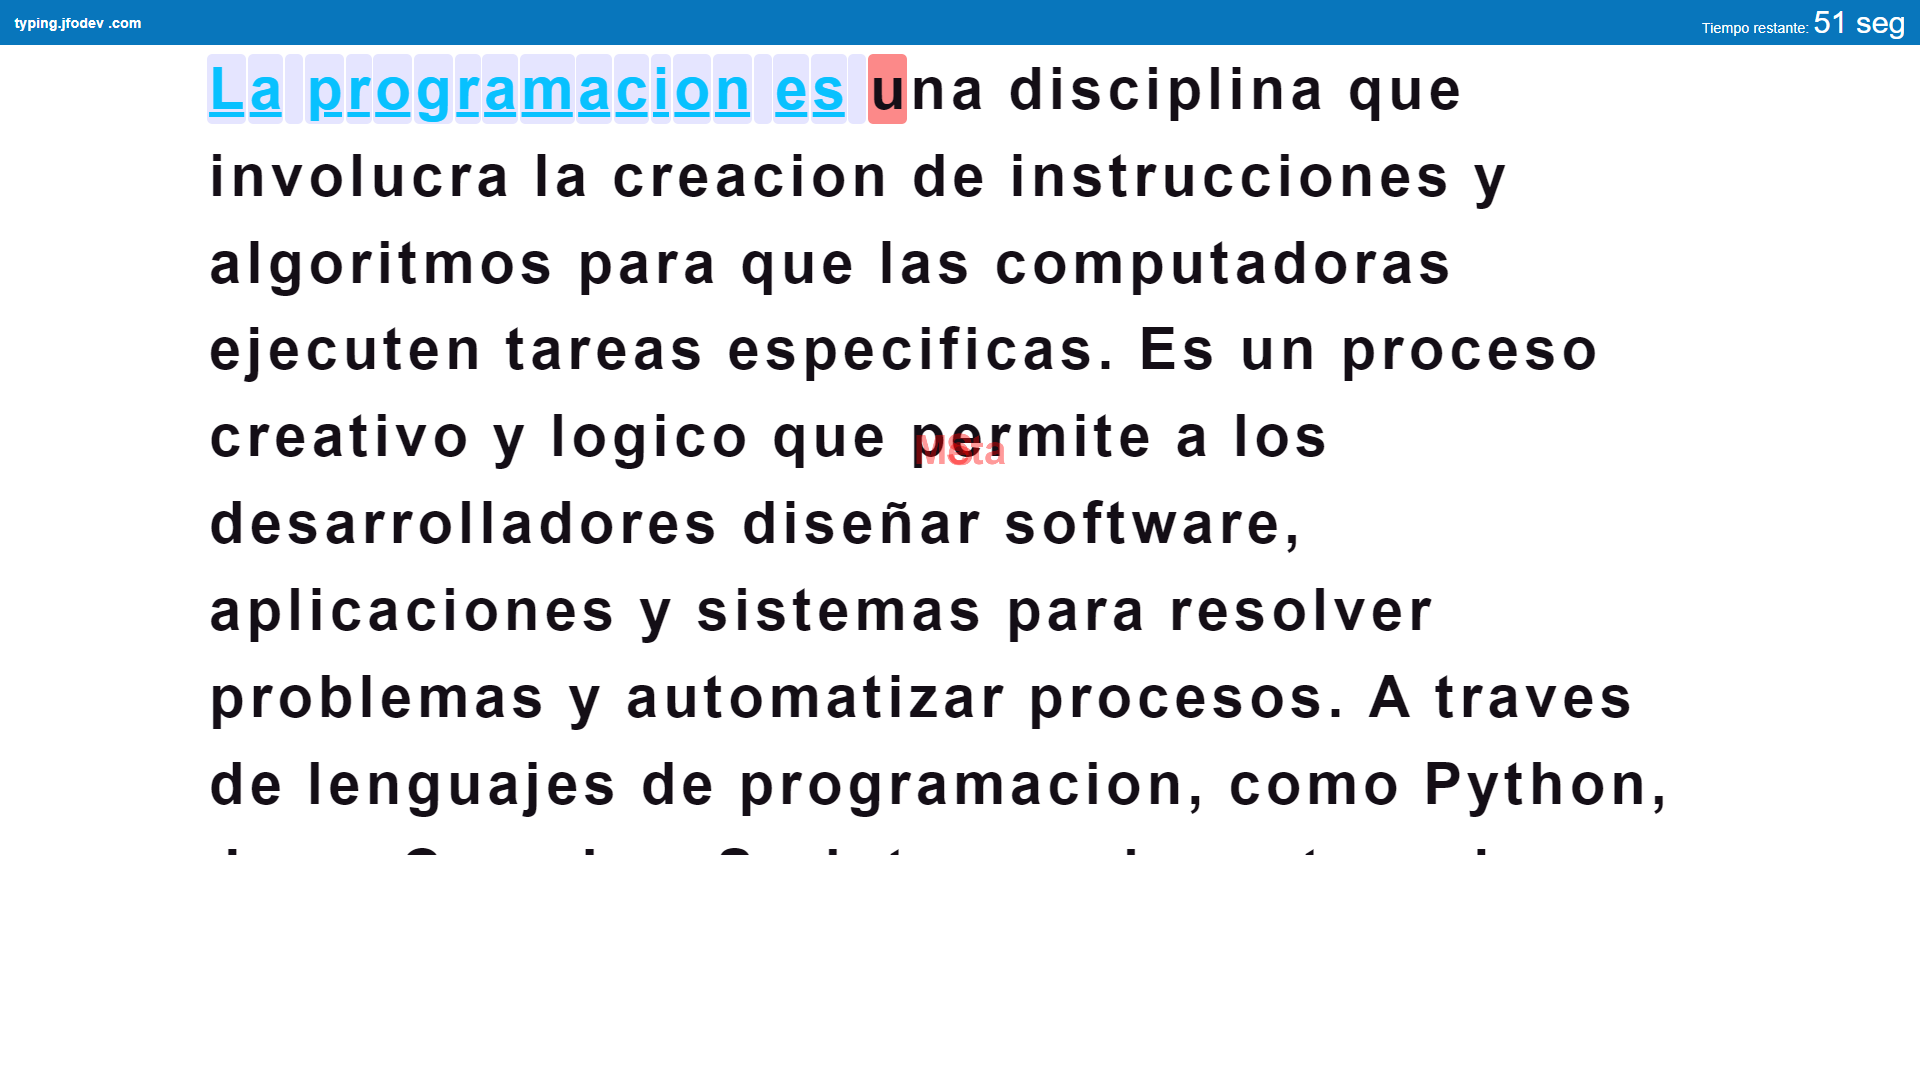 typing.jfodev .com
Tiempo restante: 51 seg
La programacion es una disciplina que
involucra la creacion de instrucciones y
algoritmos para que las computadoras
ejecuten tareas especificas. Es un proceso
creativo y logico que permite a los
desarrolladores diseñar software,
aplicaciones y sistemas para resolver
problemas y automatizar procesos. A traves
de lenguajes de programacion, como Python,